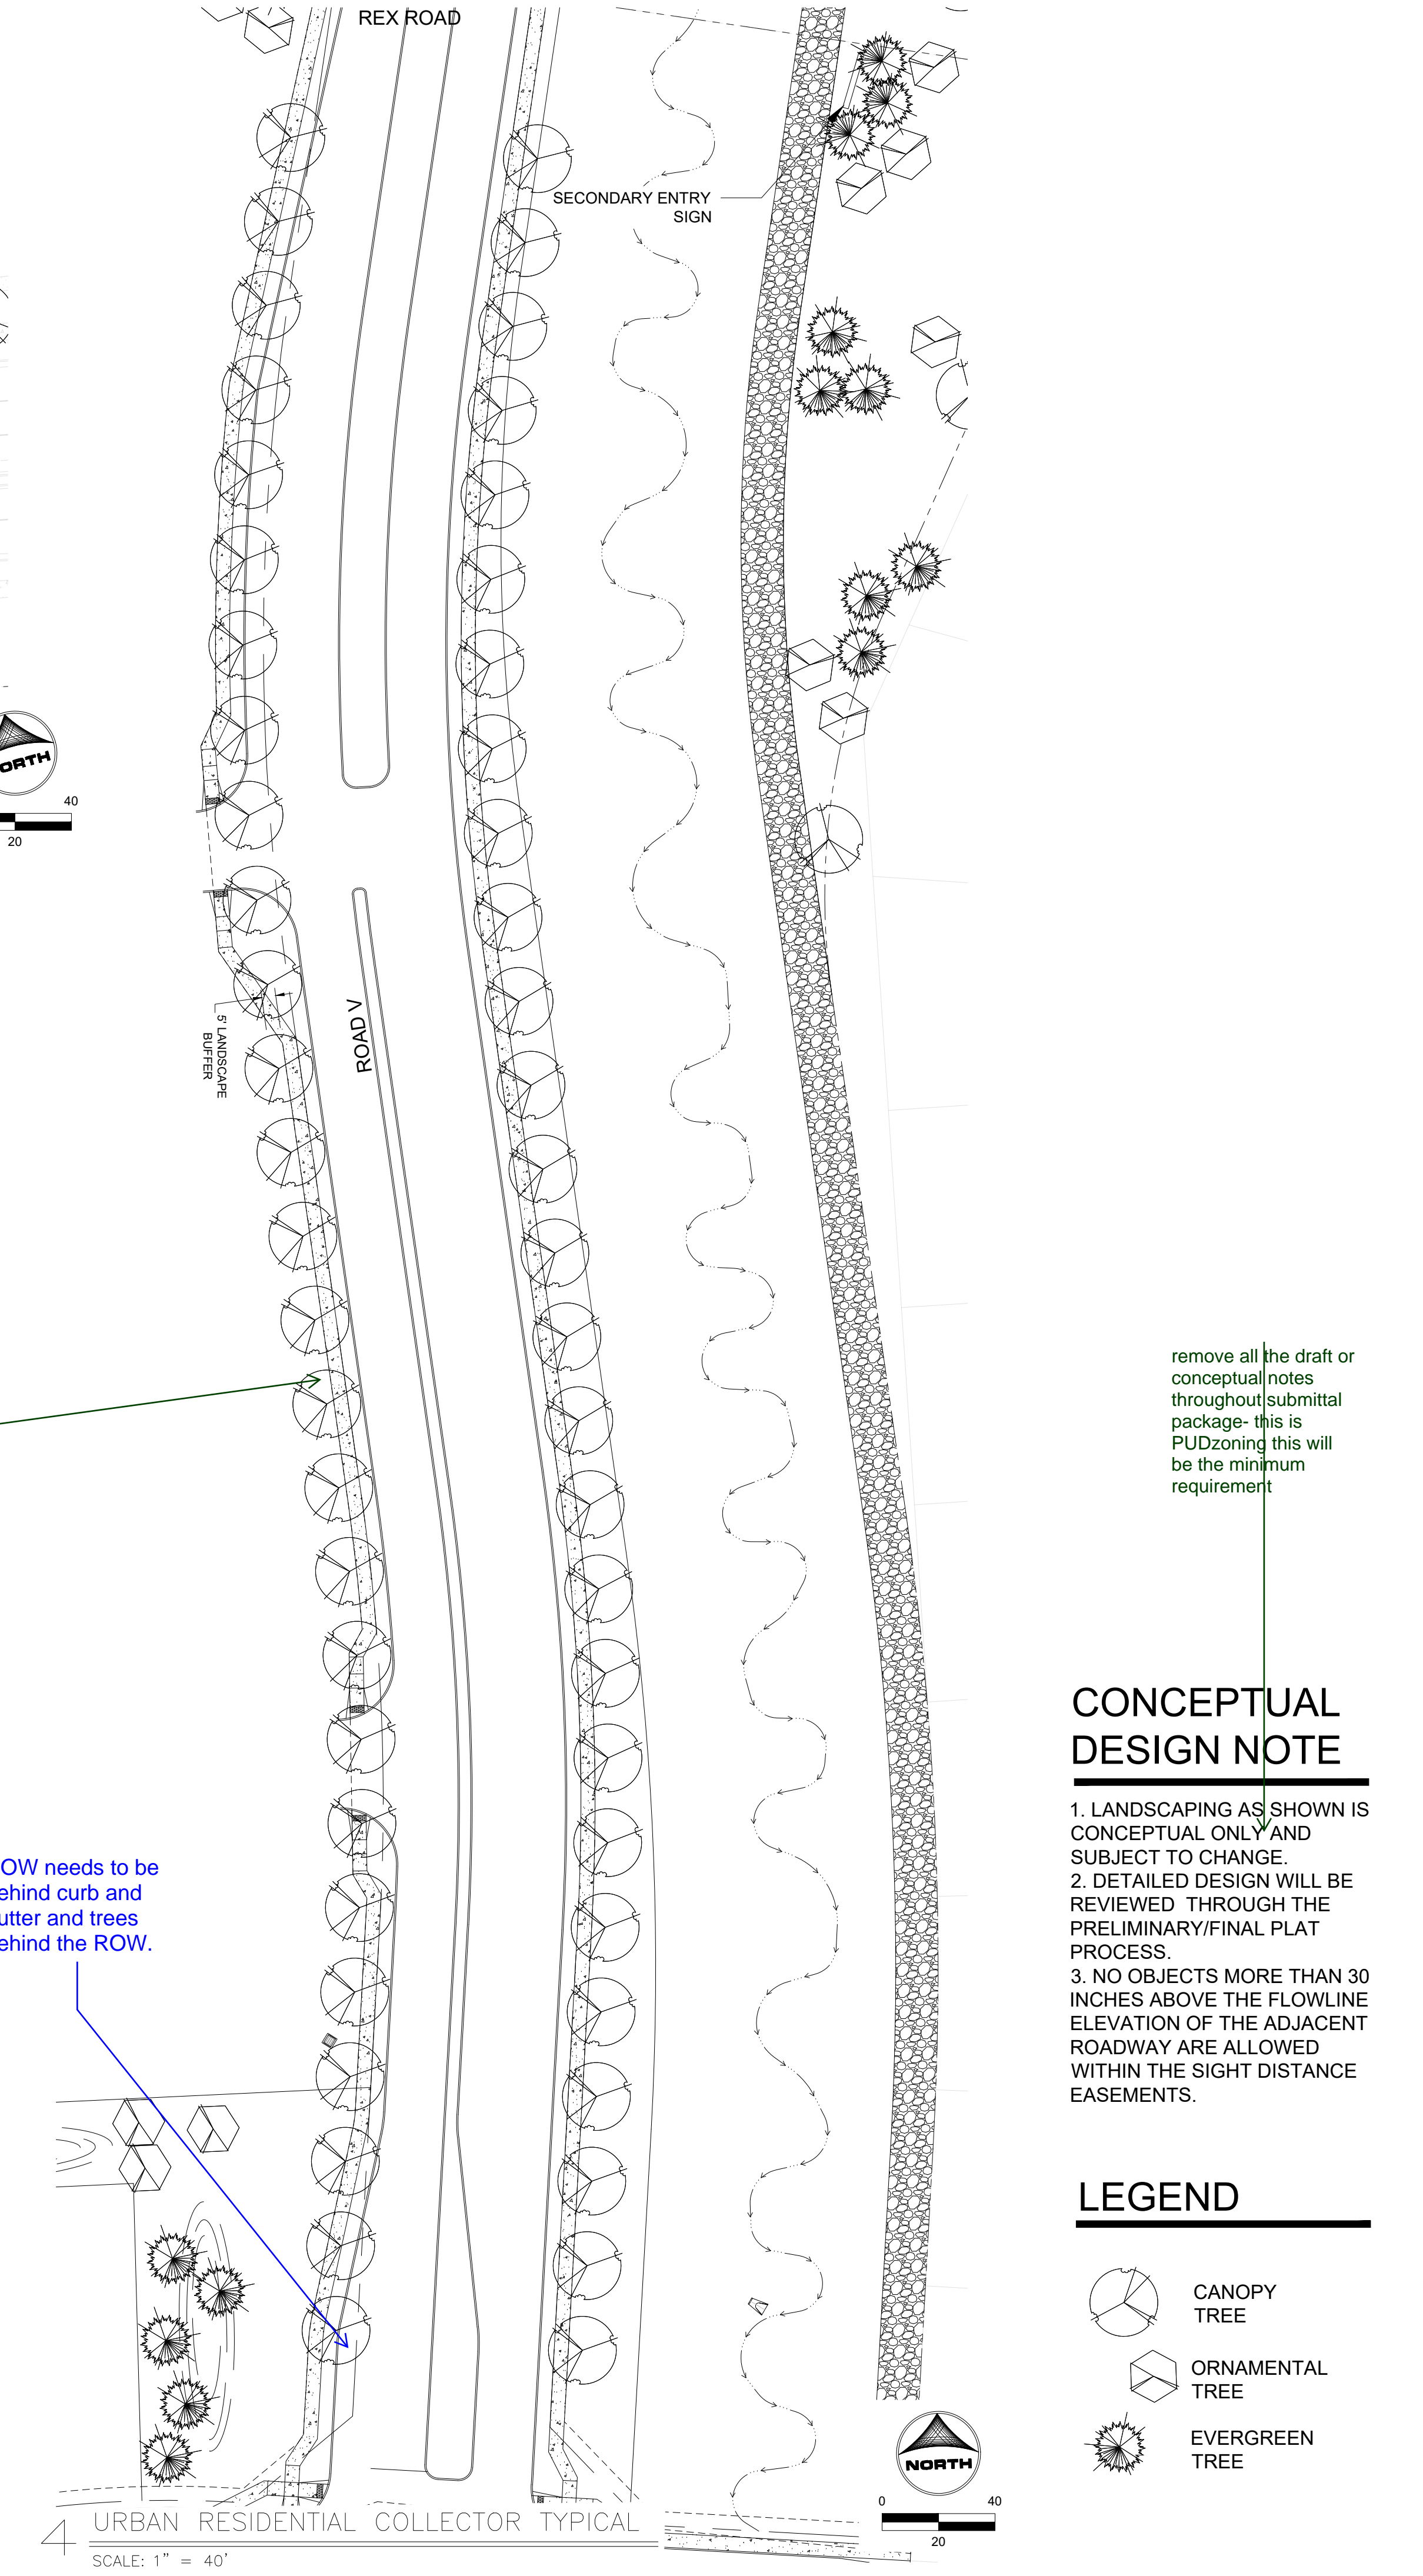 REX ROAD
SECONDARY ENTRY
SIGN
40
20
5' LANDSCAPE
BUFFER
ROAD V
remove all the draft or
conceptual notes
throughout submittal
package- this is
PUDzoning this will
be the minimum
requirement
CONCEPTUAL
DESIGN NOTE
1. LANDSCAPING AS SHOWN IS
CONCEPTUAL ONLY AND
SUBJECT TO CHANGE.
2. DETAILED DESIGN WILL BE
REVIEWED THROUGH THE
PRELIMINARY/FINAL PLAT
PROCESS.
3. NO OBJECTS MORE THAN 30
INCHES ABOVE THE FLOWLINE
ELEVATION OF THE ADJACENT
ROADWAY ARE ALLOWED
WITHIN THE SIGHT DISTANCE
EASEMENTS.
OW needs to be
ehind curb and
utter and trees
ehind the ROW.
LEGEND
CANOPY
TREE
ORNAMENTAL
TREE
EVERGREEN
TREE
NORTH
0 40
20
4 URBAN RESIDENTIAL COLLECTOR TYPICAL
SCALE: 1" = 40'